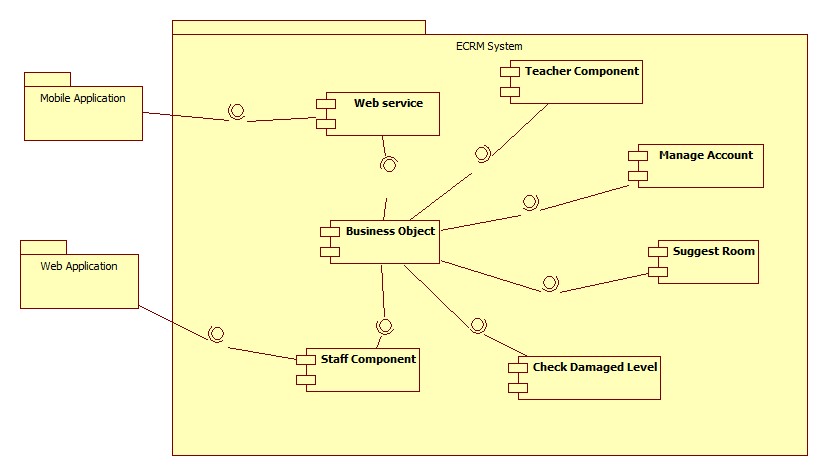 ECRM System
Teacher Component
Mobile Application
Web service
Manage Account
Business Object
Suggest Room
Web Application
Staff Component
Check Damaged Level